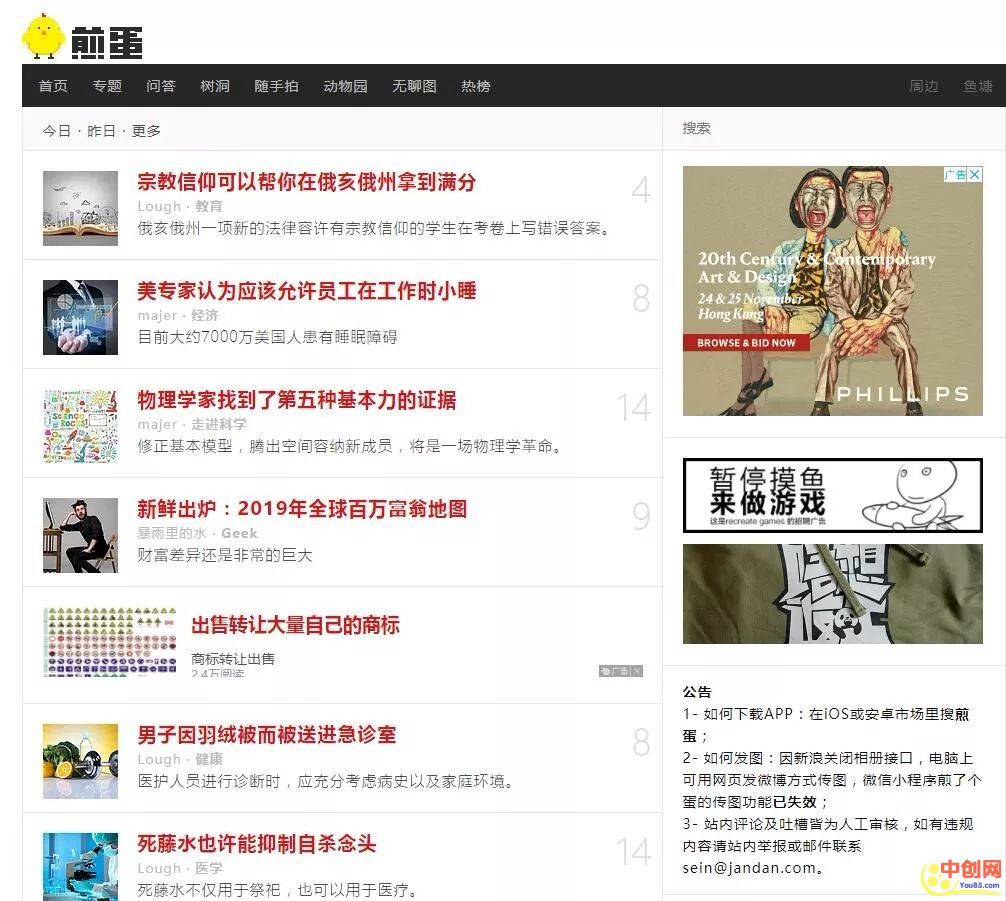 煎蛋
首页 专题 问答 树洞 随手拍 动物园 无聊图 热榜 周边 鱼塘
今日 · 昨日 · 更多
搜索
宗教信仰可以帮你在俄亥俄州拿到满分
4
Lough · 教育
俄亥俄州一项新的法律容许有宗教信仰的学生在考卷上写错误答案。
美专家认为应该允许员工在工作时小睡
8
majer · 经济
目前大约7000万美国人患有睡眠障碍
物理学家找到了第五种基本力的证据
14
majer · 走进科学
修正基本模型，腾出空间容纳新成员，将是一场物理学革命。
SCIENCE
ROCKS!
新鲜出炉：2019年全球百万富翁地图
9
暴雨里的水 · Geek
财富差异还是非常的巨大
出售转让大量自己的商标
商标转让出售
2.4万阅读
广告
男子因羽绒被而被送进急诊室
8
Lough · 健康
医护人员进行诊断时，应充分考虑病史以及家庭环境。
死藤水也许能抑制自杀念头
14
Lough · 医学
死藤水不仅用于祭祀，也可以用于医疗。
广告
20th Century & Contemporary
Art & Design
24 & 25 November
Hong Kong
BROWSE & BID NOW
PHILLIPS
暂停摸鱼
来做游戏
这是recreate games 的招聘广告
公告
1- 如何下载APP：在iOS或安卓市场里搜煎
蛋；
2- 如何发图：因新浪关闭相册接口，电脑上
可用网页发微博方式传图，微信小程序煎了个
蛋的传图功能已失效；
3- 站内评论及吐槽皆为人工审核，如有违规
内容请站内举报或邮件联系
sein@jandan.com。
中创网
You85.com